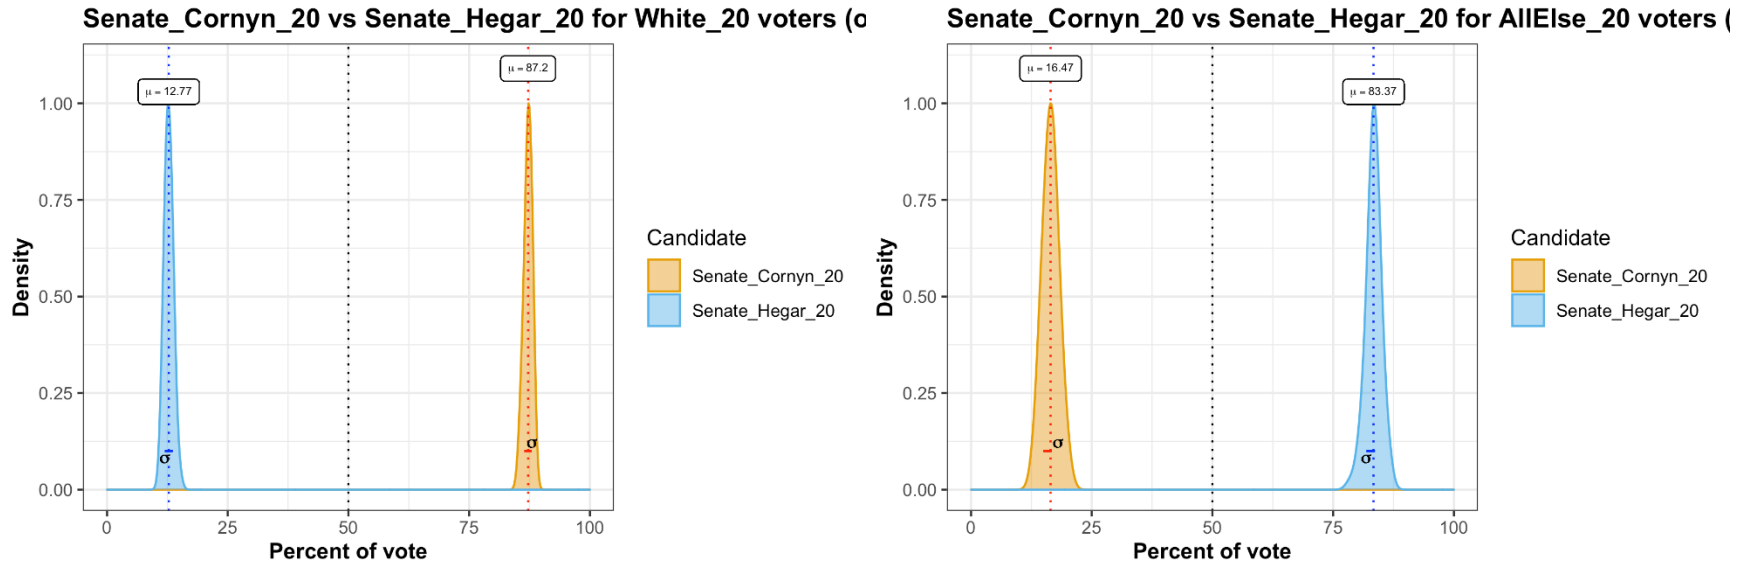 Senate_Cornyn_20 vs Senate_Hegar_20 for White_20 voters (o
μ = 12.77
μ = 87.2
1.00
0.75
0.50
0.25
0.00
Density
σ
σ
0
25
50
75
100
Percent of vote
Candidate
Senate_Cornyn_20
Senate_Hegar_20
Senate_Cornyn_20 vs Senate_Hegar_20 for AllElse_20 voters (
μ = 16.47
μ = 83.37
1.00
0.75
0.50
0.25
0.00
Density
σ
σ
0
25
50
75
100
Percent of vote
Candidate
Senate_Cornyn_20
Senate_Hegar_20